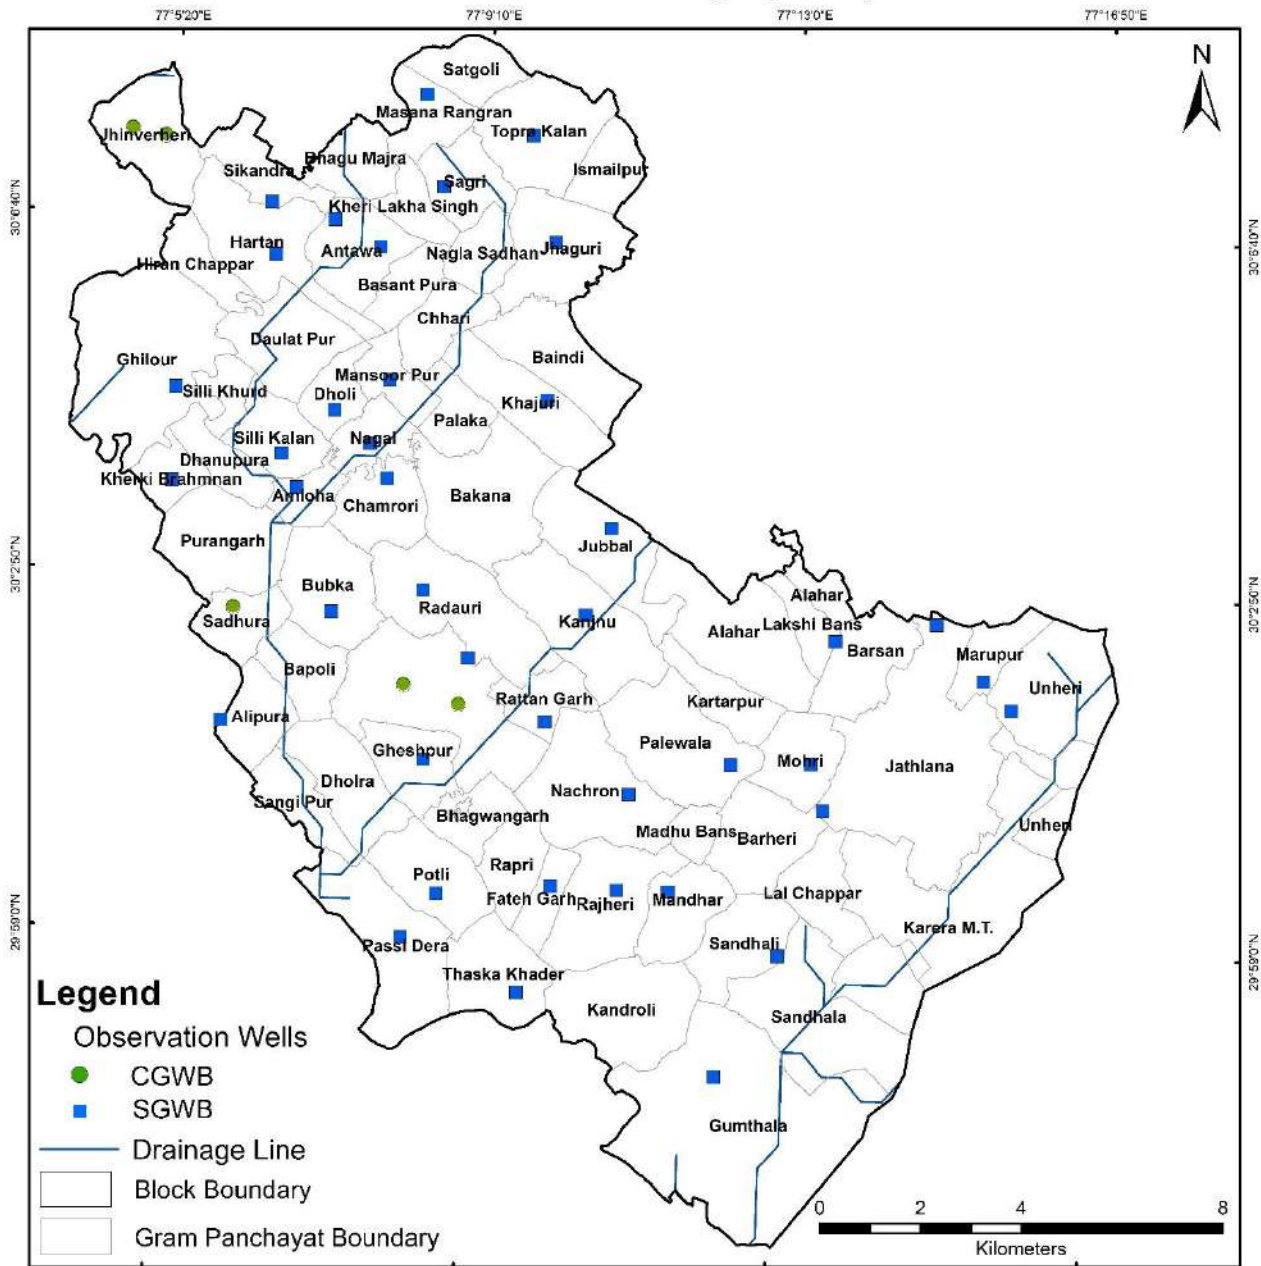 77°5'20"E 77°9'10"E 77°13'0"E 77°16'50"E
N
Satgoli
Masana Rangran
Topra Kalan
Jhinverheri
Bhagu Majra
Sikandra
Ismailpur
Sagri
Kheri Lakha Singh
30°6'40"N
30°6'40"N
Hartan
Antawa
Nagla Sadhan
Jhaguri
Hiran Chappar
Basant Pura
Chhari
Daulat Pur
Ghilour
Baindi
Mansoor Pur
Silli Khurd
Dholi
Khajuri
Palaka
Silli Kalan
Nagal
Dhanupura
Kherki Brahmnan
Amloha
Chamrori
Bakana
Purangarh
Jubbal
30°2'50"N
30°2'50"N
Bubka
Radauri
Alahar
Sadhura
Kanjnu
Alahar
Lakshi Bans
Barsan
Marupur
Bapoli
Unheri
Rattan Garh
Kartarpur
Alipura
Palewala
Gheshpur
Mohri
Jathlana
Dholra
Nachron
Sangi Pur
Bhagwangarh
Madhu Bans
Barheri
Unheri
Rapri
Potli
Fateh Garh
Rajheri
Mandhar
Lal Chappar
29°59'0"N
29°59'0"N
Karera M.T.
Passi Dera
Sandhali
Thaska Khader
Kandroli
Sandhala
Gumthala
Legend
Observation Wells
CGWB
SGWB
Drainage Line
Block Boundary
Gram Panchayat Boundary
0 2 4 8
Kilometers